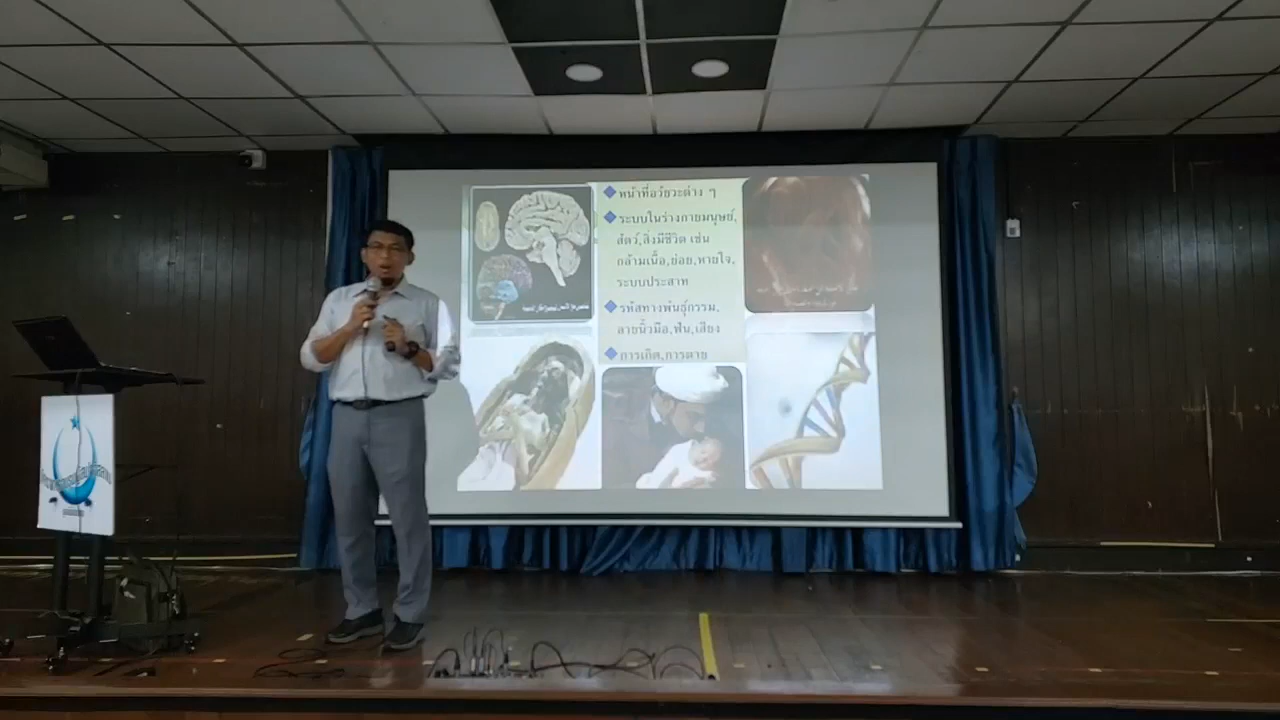 หน้าที่อวัยวะต่าง ๆ
ระบบในร่างกายมนุษย์,
สัตว์,สิ่งมีชีวิต เช่น
กล้ามเนื้อ,ย่อย,หายใจ,
ระบบประสาท
รหัสทางพันธุ์กรรม,
ลายนิ้วมือ,ฟัน,เสียง
การเกิด,การตาย